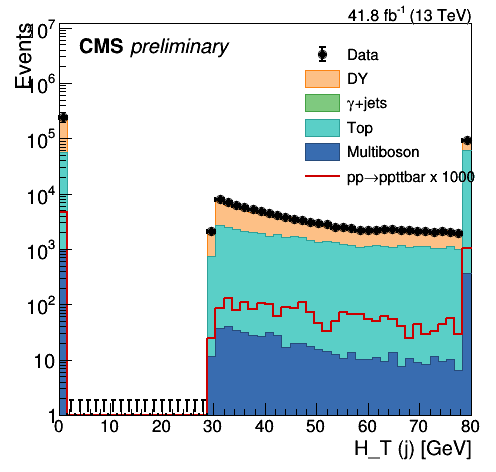 41.8 fb⁻¹ (13 TeV)
CMS preliminary
Events
Data
DY
γ+jets
Top
Multiboson
pp→ppttbar x 1000
10⁷
10⁶
10⁵
10⁴
10³
10²
10
1
0 10 20 30 40 50 60 70 80
H_T (j) [GeV]